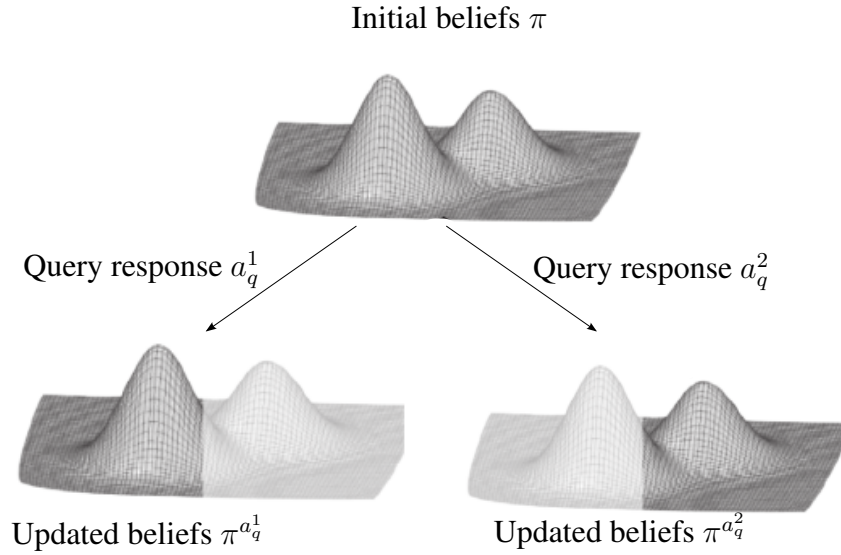 Initial beliefs π
Query response a_q^1
Query response a_q^2
Updated beliefs π^{a_q^1}
Updated beliefs π^{a_q^2}